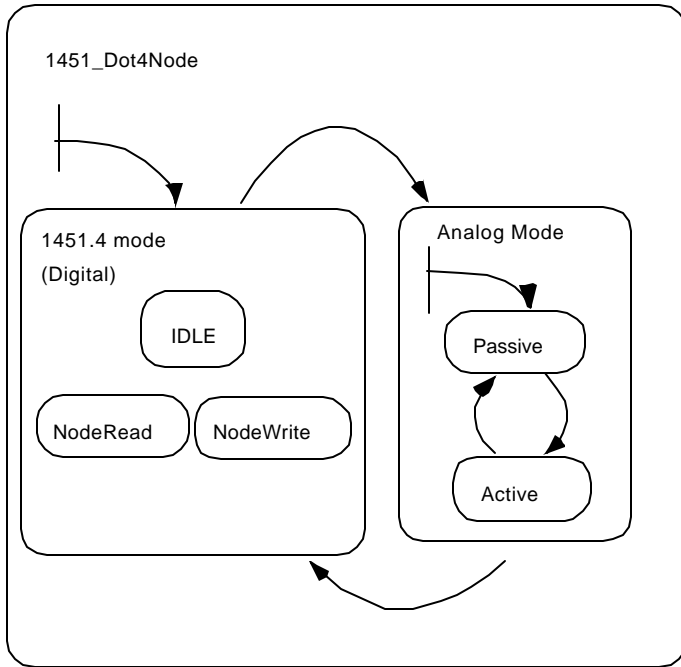 1451_Dot4Node
1451.4 mode
(Digital)
IDLE
NodeRead
NodeWrite
Analog Mode
Passive
Active